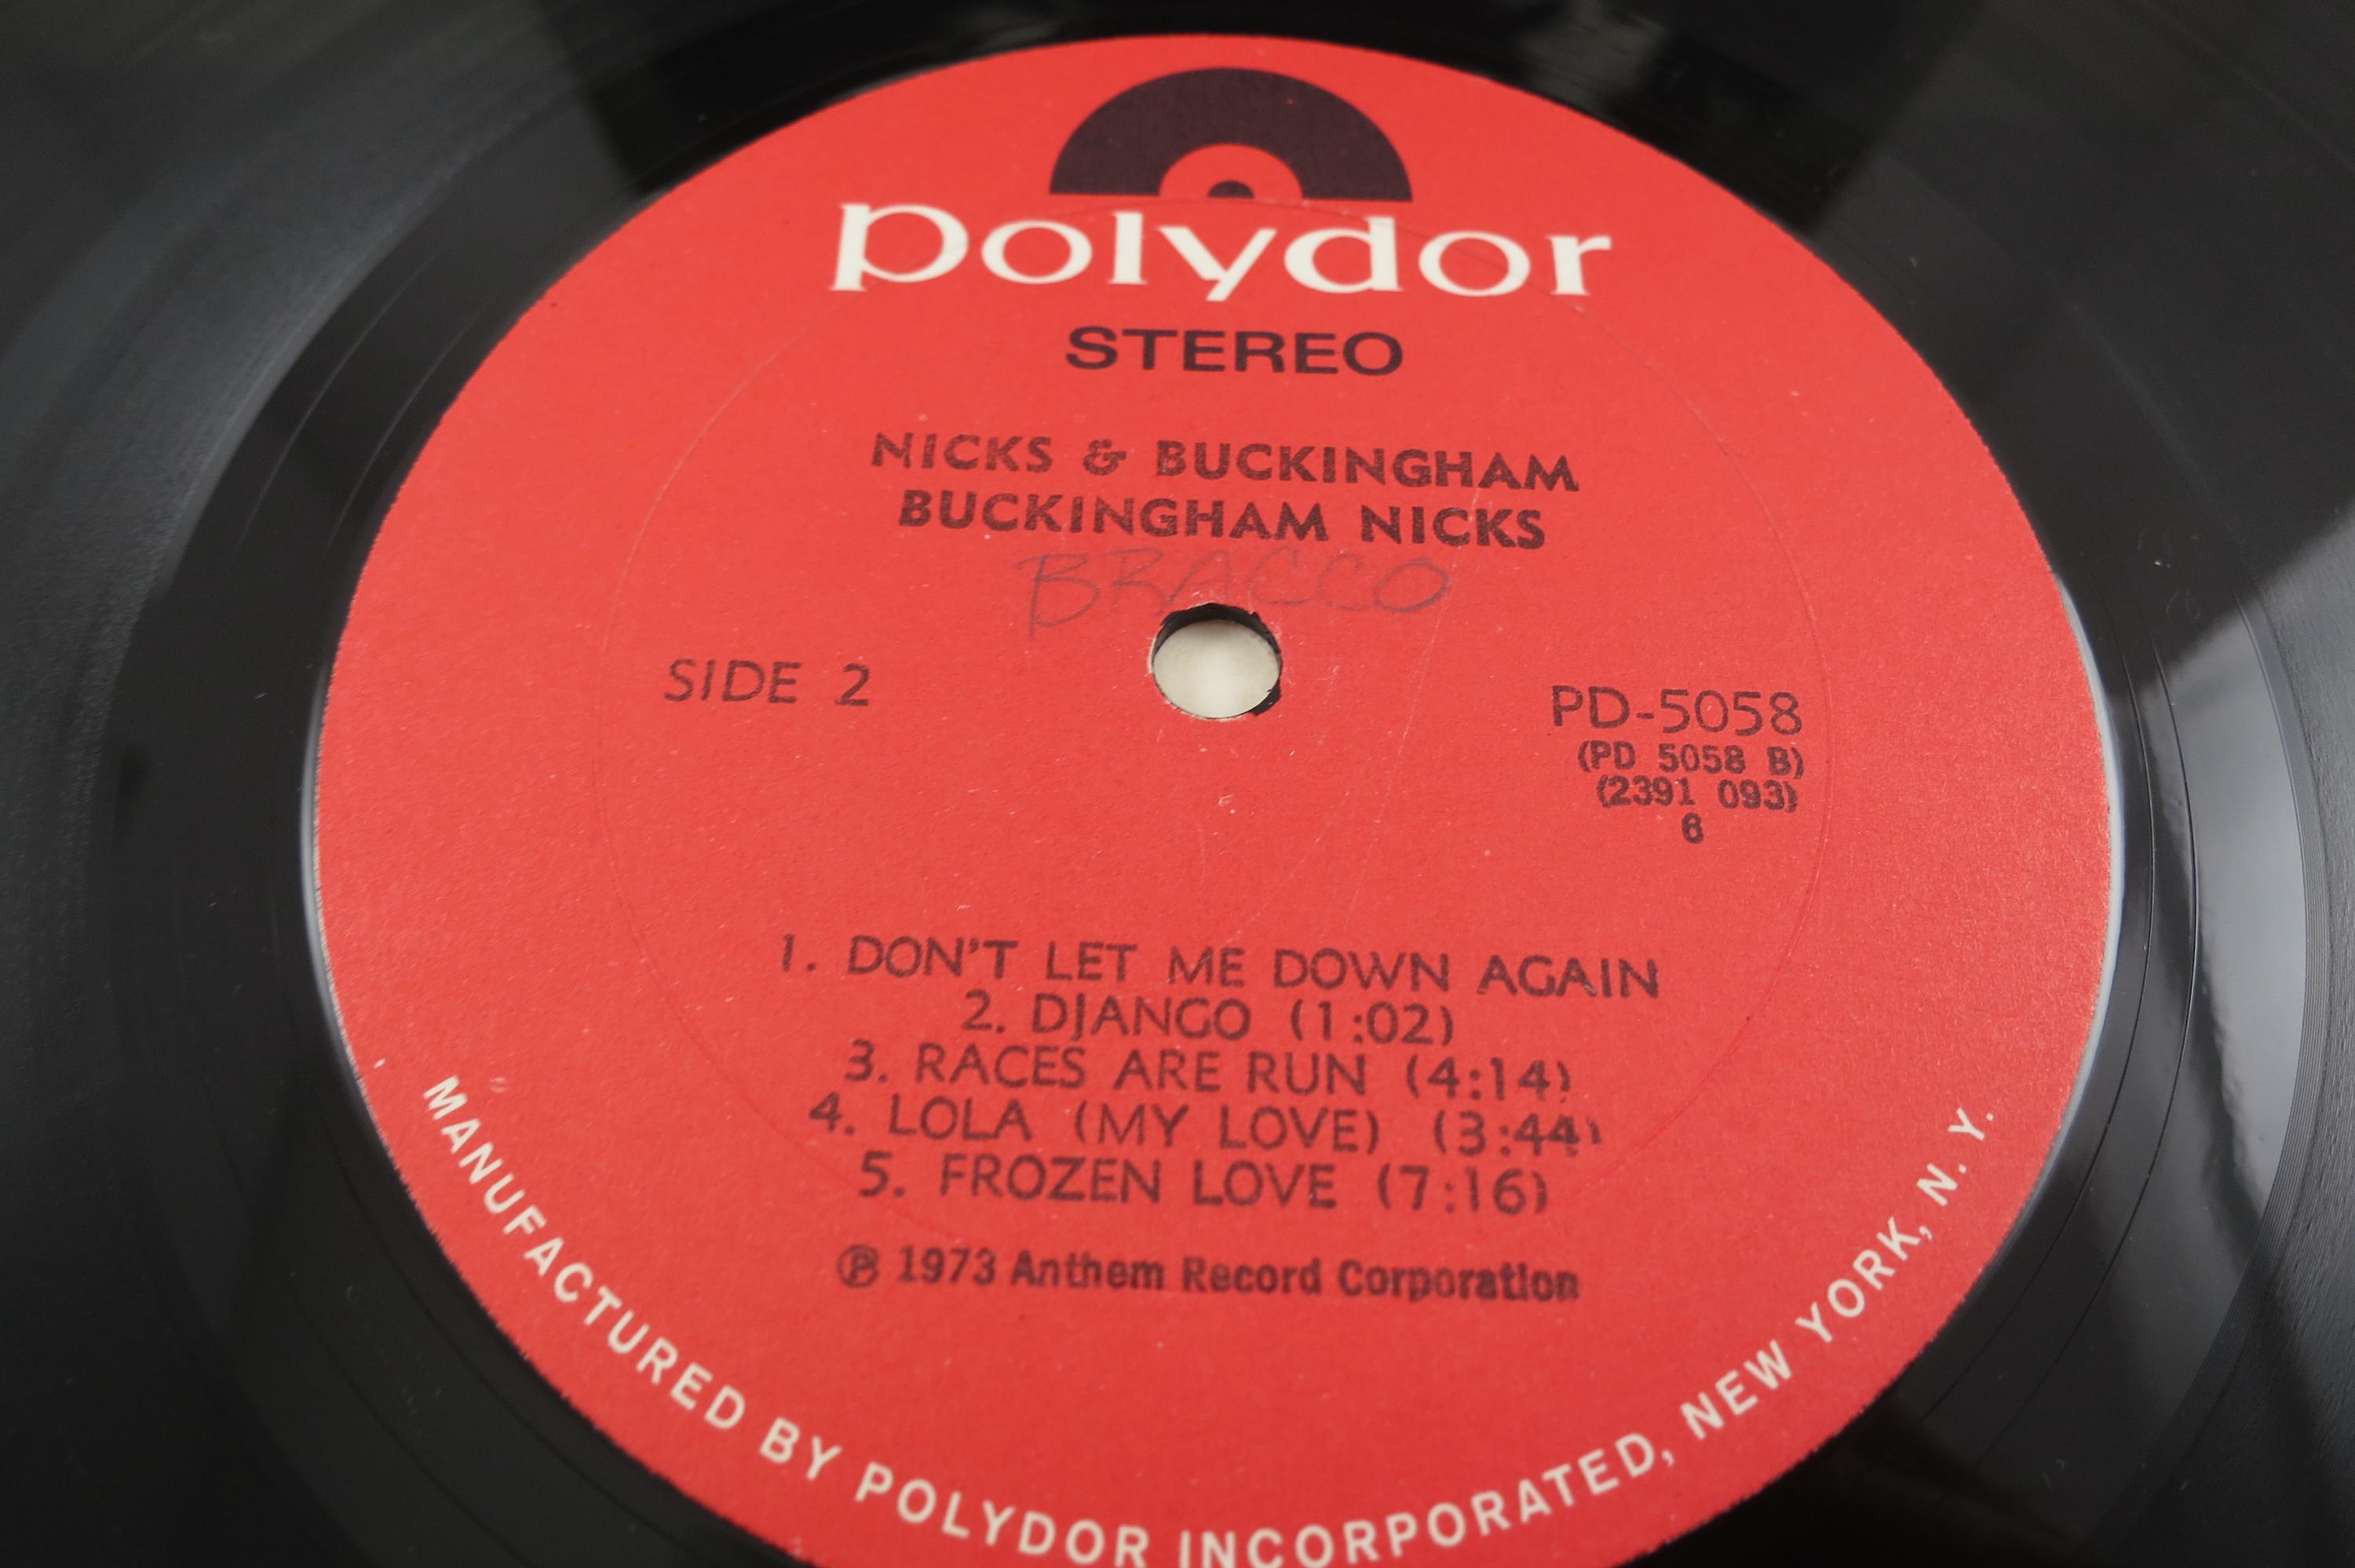 polydor
STEREO
NICKS & BUCKINGHAM
BUCKINGHAM NICKS
BRACCO
SIDE 2
PD-5058
(PD 5058 B)
(2391 093)
6
1. DON'T LET ME DOWN AGAIN
2. DJANGO (1:02)
3. RACES ARE RUN (4:14)
4. LOLA (MY LOVE) (3:44)
5. FROZEN LOVE (7:16)
℗ 1973 Anthem Record Corporation
MANUFACTURED BY POLYDOR INCORPORATED, NEW YORK, N.Y.